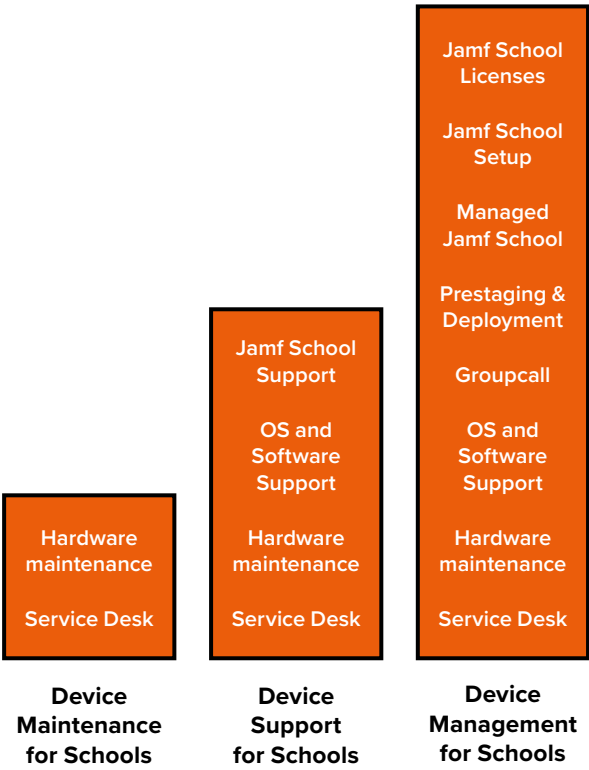 Hardware
maintenance
Service Desk
Device
Maintenance
for Schools
Jamf School
Support
OS and
Software
Support
Hardware
maintenance
Service Desk
Device
Support
for Schools
Jamf School
Licenses
Jamf School
Setup
Managed
Jamf School
Prestaging &
Deployment
Groupcall
OS and
Software
Support
Hardware
maintenance
Service Desk
Device
Management
for Schools